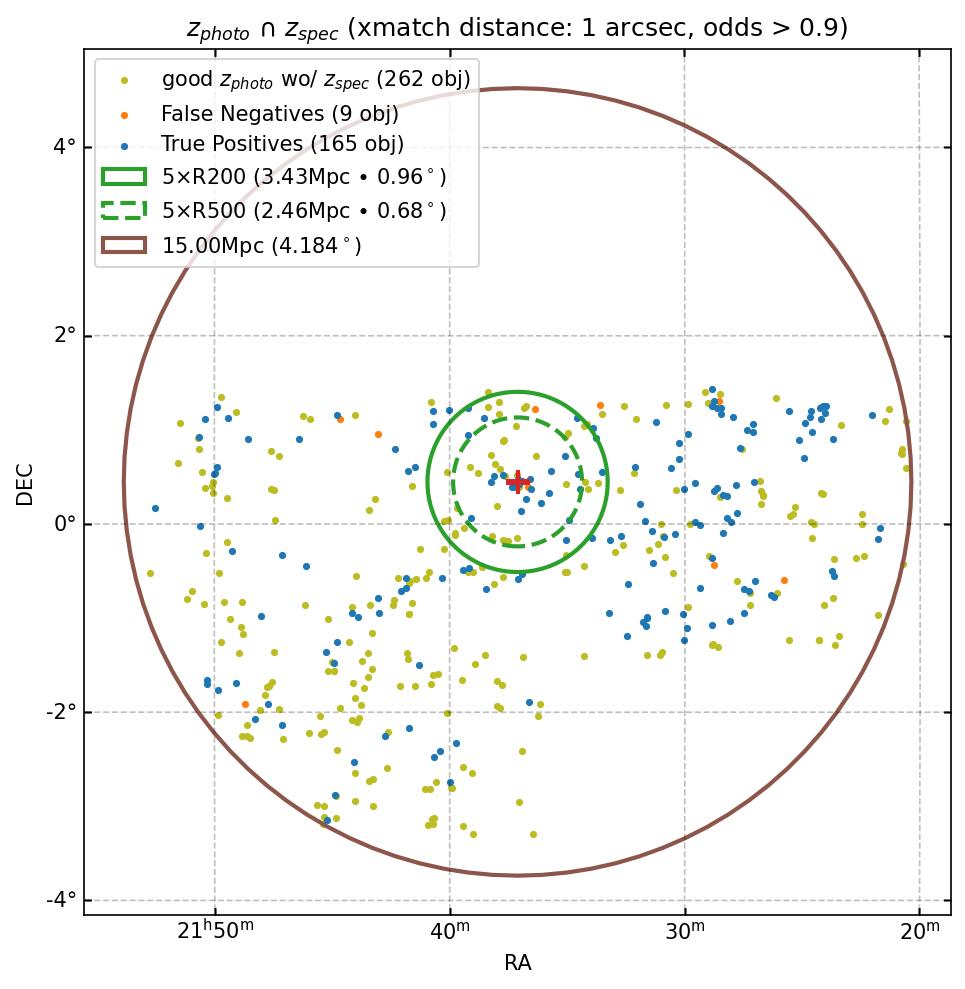 z_photo ∩ z_spec (xmatch distance: 1 arcsec, odds > 0.9)
good z_photo wo/ z_spec (262 obj)
False Negatives (9 obj)
True Positives (165 obj)
5×R200 (3.43Mpc • 0.96°)
5×R500 (2.46Mpc • 0.68°)
15.00Mpc (4.184°)
4°
2°
0°
-2°
-4°
DEC
21ʰ50ᵐ
40ᵐ
30ᵐ
20ᵐ
RA